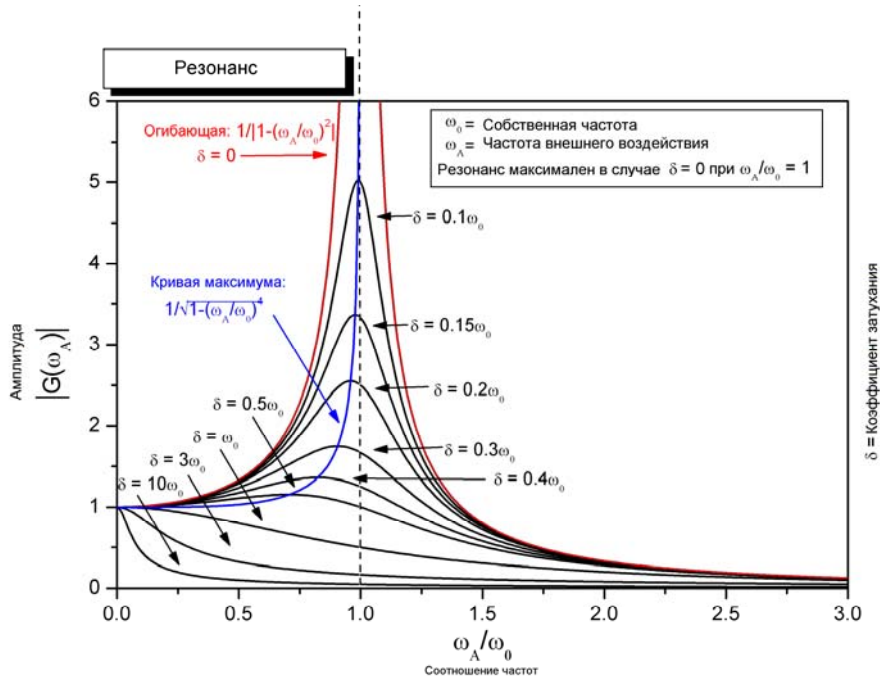 Резонанс
Огибающая: 1/|1-(ω_A/ω_0)^2|
δ = 0
ω_0 = Собственная частота
ω_A= Частота внешнего воздействия
Резонанс максимален в случае δ = 0 при ω_A/ω_0 = 1
δ = 0.1ω_0
Кривая максимума:
1/√1-(ω_A/ω_0)^4
δ = 0.15ω_0
δ = 0.2ω_0
δ = 0.5ω_0
δ = ω_0
δ = 3ω_0
δ = 10ω_0
δ = 0.3ω_0
δ = 0.4ω_0
Амплитуда
|G(ω_A)|
δ = Коэффициент затухания
6
5
4
3
2
1
0
0.0 0.5 1.0 1.5 2.0 2.5 3.0
ω_A/ω_0
Соотношение частот